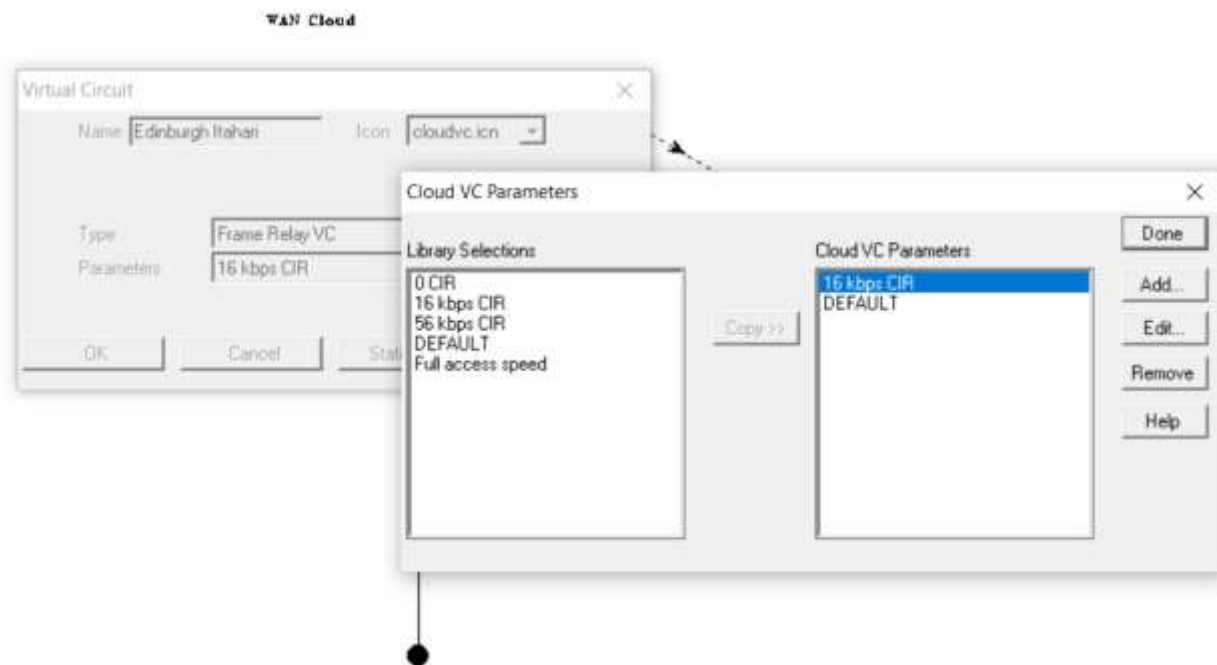 WAN Cloud
Virtual Circuit
Name Edinburgh Itahari Icon cloudvc.icn
Type Frame Relay VC
Parameters 16 kbps CIR
OK Cancel
Cloud VC Parameters
Library Selections
0 CIR
16 kbps CIR
56 kbps CIR
DEFAULT
Full access speed
Copy >>
Cloud VC Parameters
16 kbps CIR
DEFAULT
Done
Add...
Edit...
Remove
Help